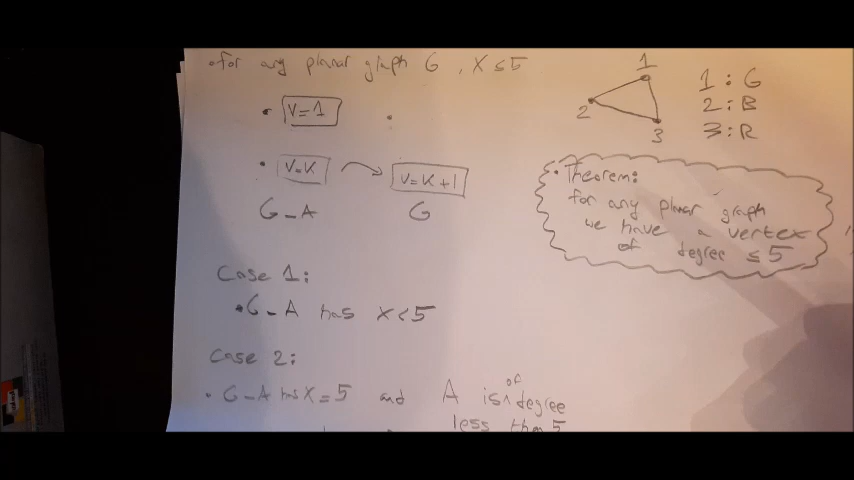 • for any planar graph G, X ≤ 5
• V=1
• V=K
V=K+1
G-A
G
Case 1:
• G-A has X<5
Case 2:
• G-A has X=5 and A is of degree
less than 5
1
2
3
1: G
2: B
3: R
• Theorem:
for any planar graph
we have a vertex
of degree ≤ 5